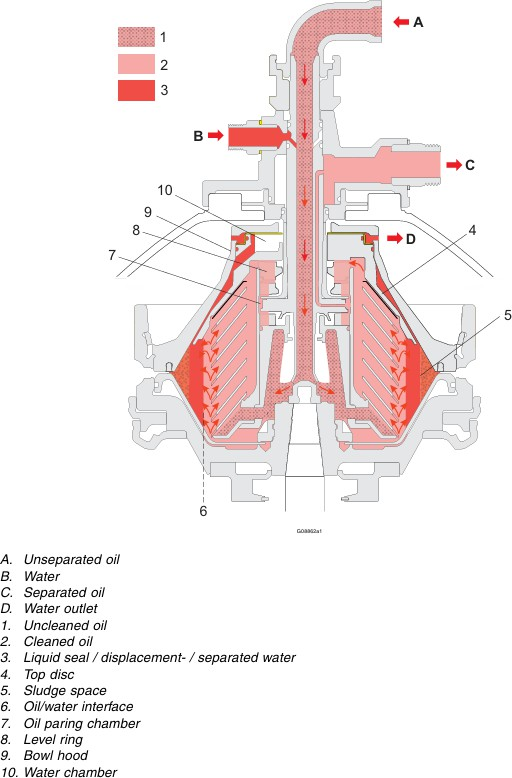 A
1
2
3
B
C
10
9
8
7
D
4
5
6
G08862a1
A. Unseparated oil
B. Water
C. Separated oil
D. Water outlet
1. Uncleaned oil
2. Cleaned oil
3. Liquid seal / displacement- / separated water
4. Top disc
5. Sludge space
6. Oil/water interface
7. Oil paring chamber
8. Level ring
9. Bowl hood
10. Water chamber